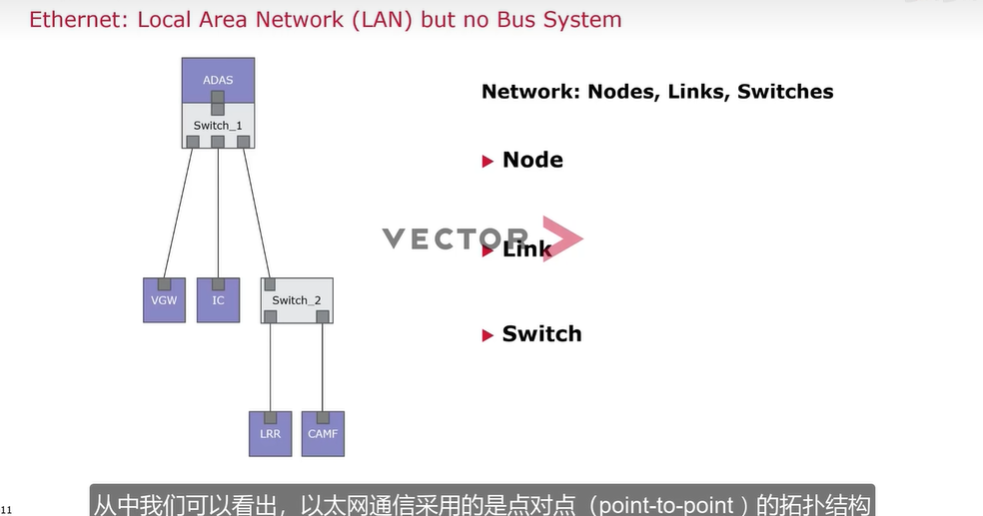 Ethernet: Local Area Network (LAN) but no Bus System
ADAS
Switch_1
VGW
IC
Switch_2
LRR
CAMF
Network: Nodes, Links, Switches
Node
VECTOR
Link
Switch
从中我们可以看出，以太网通信采用的是点对点（point-to-point）的拓扑结构
11